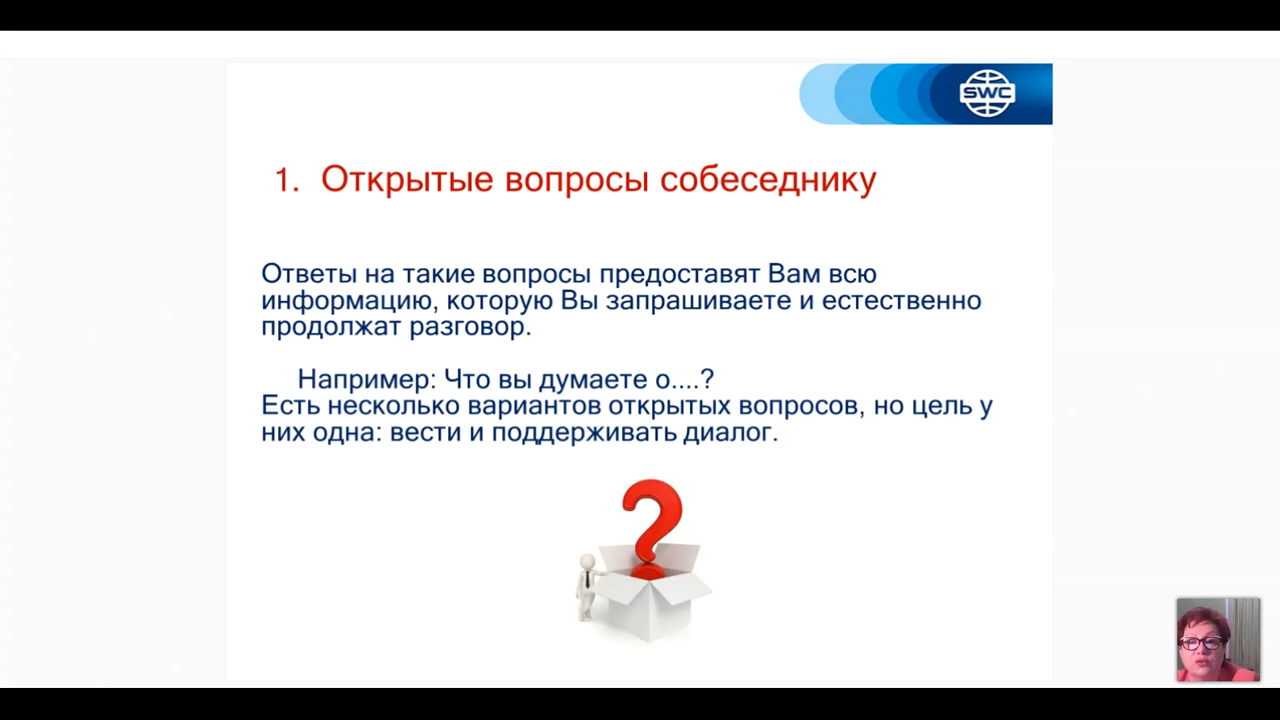 SWC
1. Открытые вопросы собеседнику
Ответы на такие вопросы предоставят Вам всю
информацию, которую Вы запрашиваете и естественно
продолжат разговор.
Например: Что вы думаете о....?
Есть несколько вариантов открытых вопросов, но цель у
них одна: вести и поддерживать диалог.